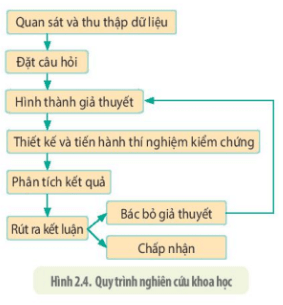 Quan sát và thu thập dữ liệu
Đặt câu hỏi
Hình thành giả thuyết
Thiết kế và tiến hành thí nghiệm kiểm chứng
Phân tích kết quả
Rút ra kết luận
Bác bỏ giả thuyết
Chấp nhận
Hình 2.4. Quy trình nghiên cứu khoa học